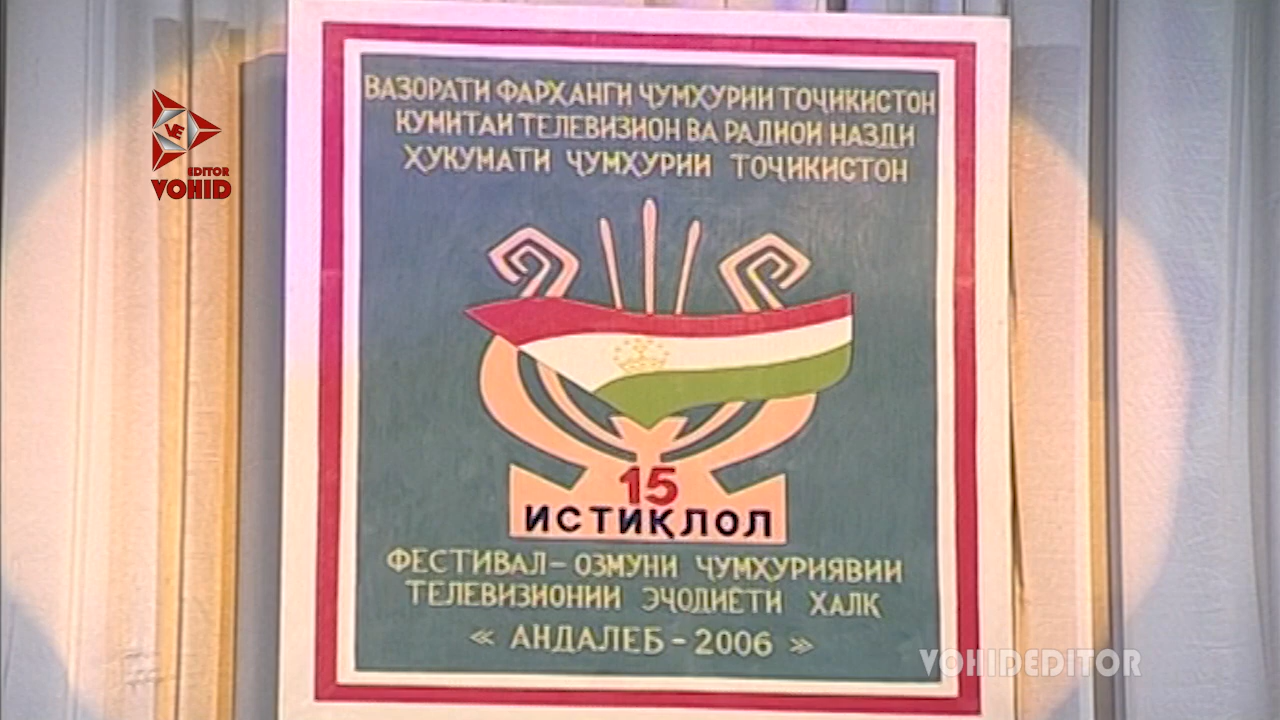 ВАЗОРАТИ ФАРҲАНГИ ҶУМҲУРИИ ТОҶИКИСТОН
КУМИТАИ ТЕЛЕВИЗИОН ВА РАДИОИ НАЗДИ
ҲУКУМАТИ ҶУМҲУРИИ ТОҶИКИСТОН
VE
EDITOR
VOHID
15
ИСТИҚЛОЛ
ФЕСТИВАЛ – ОЗМУНИ ҶУМҲУРИЯВИИ
ТЕЛЕВИЗИОНИИ ЭҶОДИЁТИ ХАЛҚ
« АНДАЛЕБ – 2006 »
VOHIDEDITOR